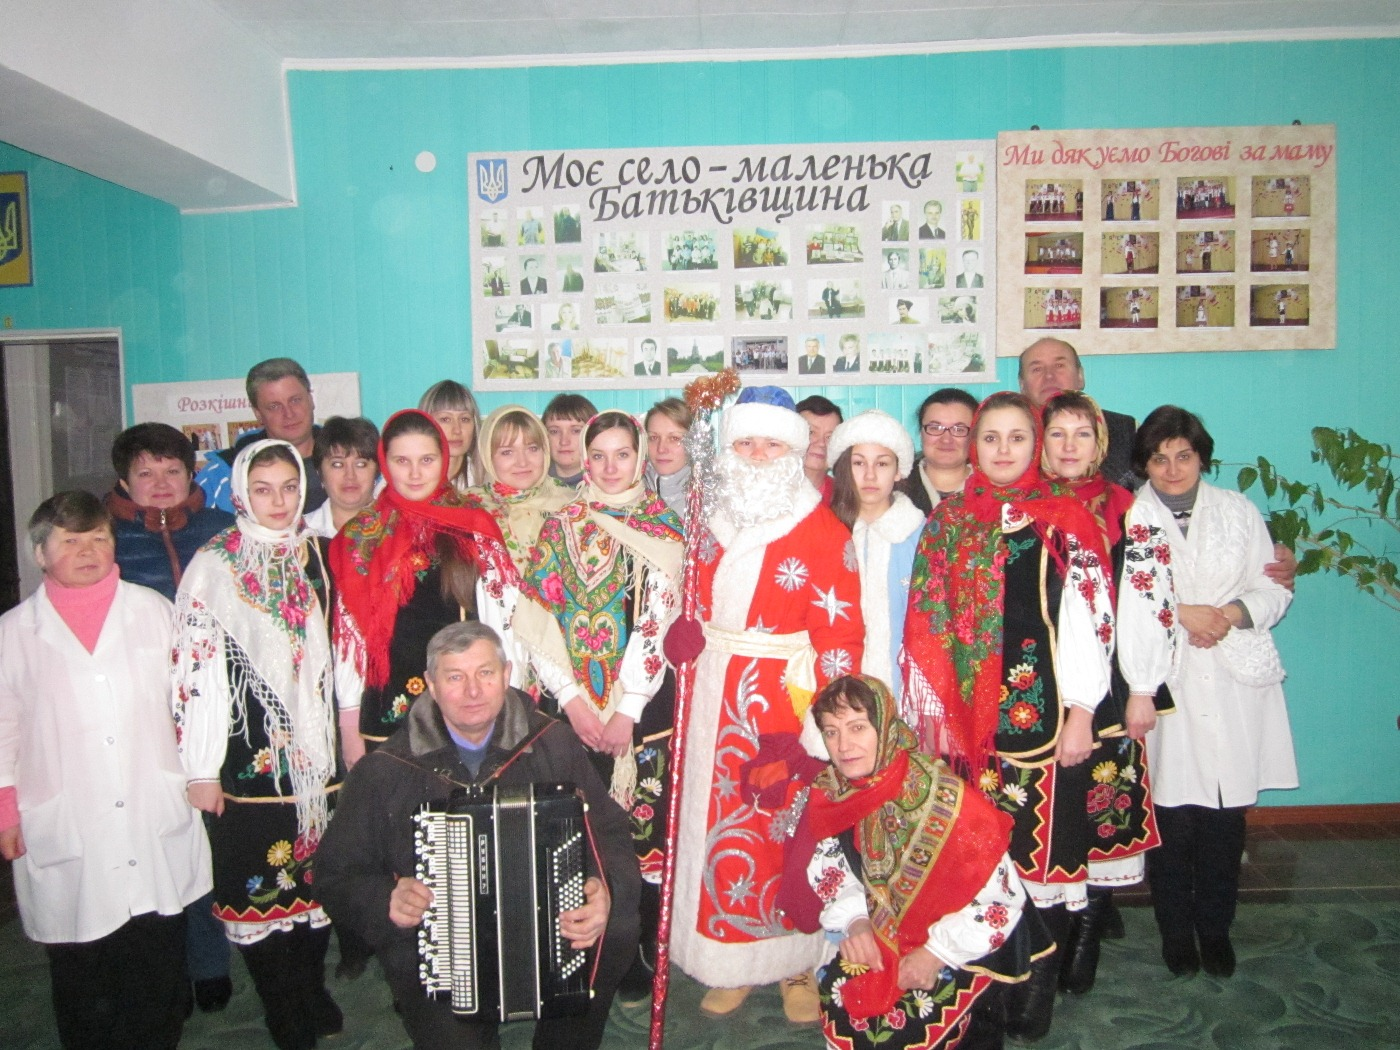 Моє село – маленька
Батьківщина
Ми дякуємо Богові за маму